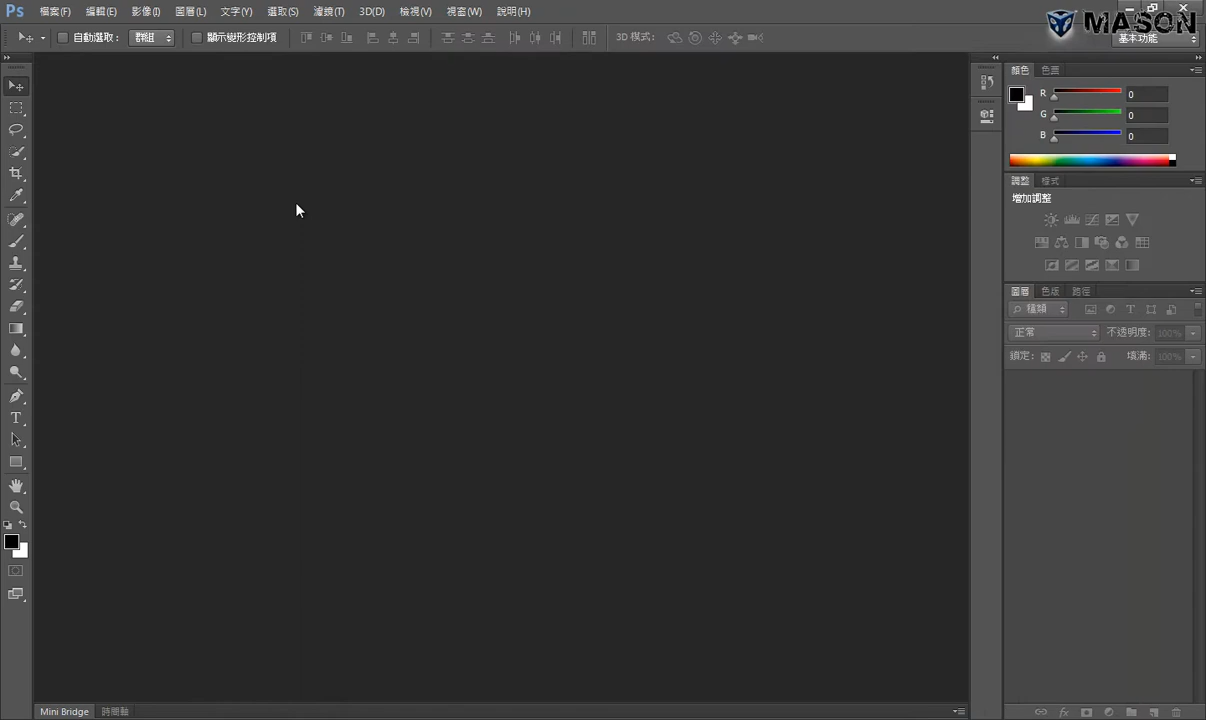 Ps 檔案(F) 編輯(E) 影像(I) 圖層(L) 文字(Y) 選取(S) 濾鏡(T) 3D(D) 檢視(V) 視窗(W) 說明(H)
MASON
自動選取: 群組 顯示變形控制項 3D 模式: 基本功能
顏色 色票
R 0
G 0
B 0
調整 樣式
增加調整
圖層 色版 路徑
種類
正常 不透明度: 100%
鎖定: 填滿: 100%
T
Mini Bridge 時間軸
fx